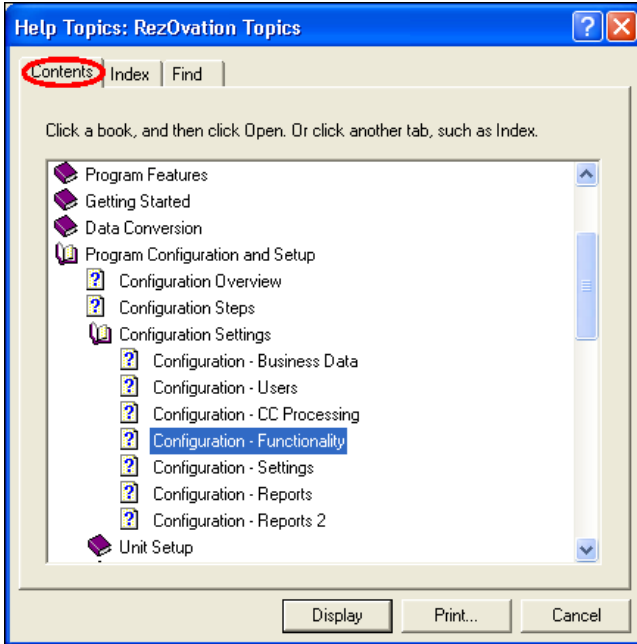 Help Topics: RezOvation Topics
Contents Index Find
Click a book, and then click Open. Or click another tab, such as Index.
Program Features
Getting Started
Data Conversion
Program Configuration and Setup
Configuration Overview
Configuration Steps
Configuration Settings
Configuration - Business Data
Configuration - Users
Configuration - CC Processing
Configuration - Functionality
Configuration - Settings
Configuration - Reports
Configuration - Reports 2
Unit Setup
Display Print... Cancel